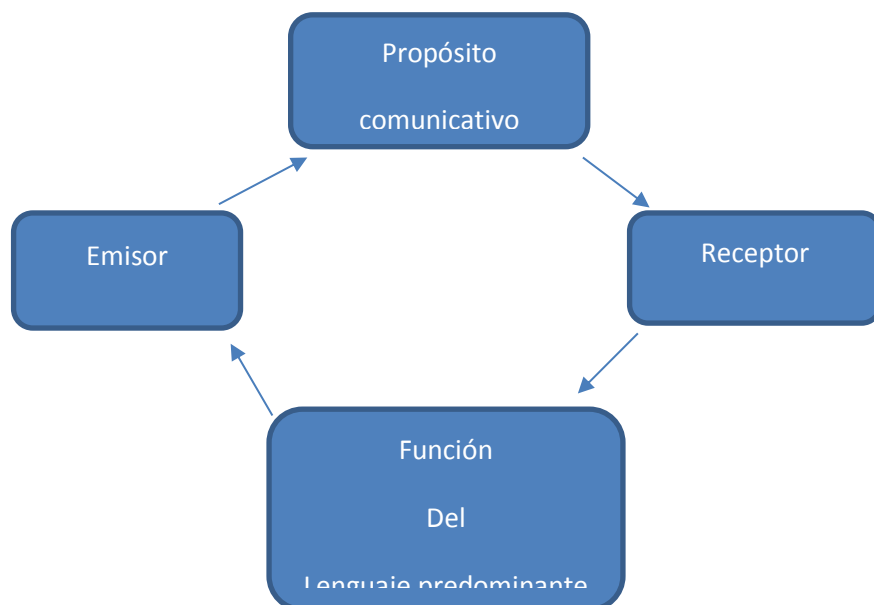 Propósito
comunicativo
Emisor
Receptor
Función
Del
Lenguaje predominante